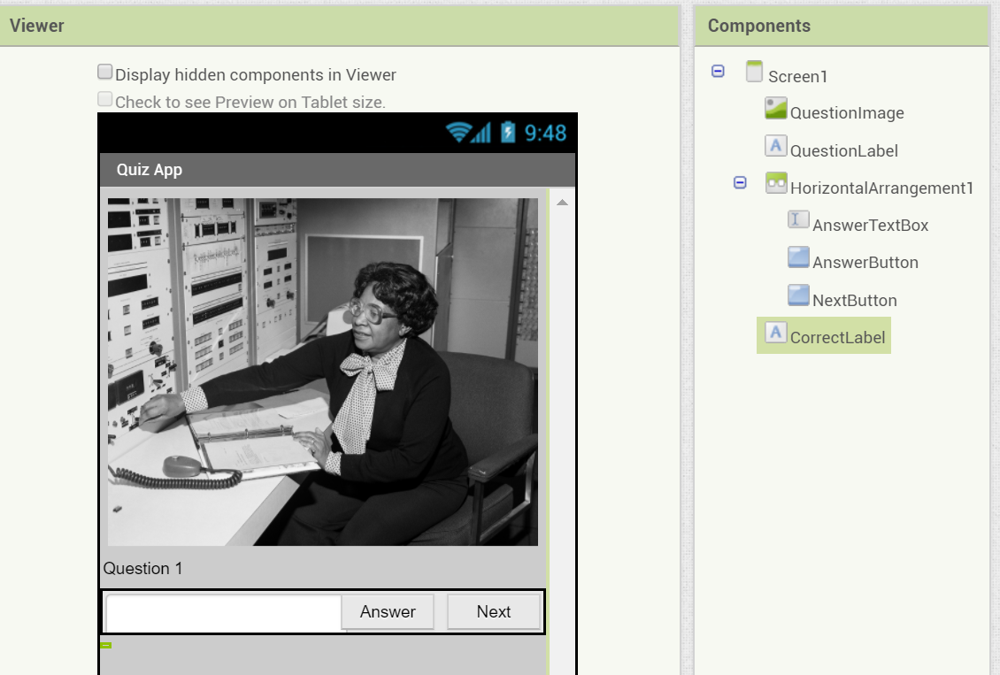 Viewer
Display hidden components in Viewer
Check to see Preview on Tablet size.
9:48
Quiz App
Question 1
Answer Next
Components
Screen1
QuestionImage
A QuestionLabel
HorizontalArrangement1
AnswerTextBox
AnswerButton
NextButton
A CorrectLabel